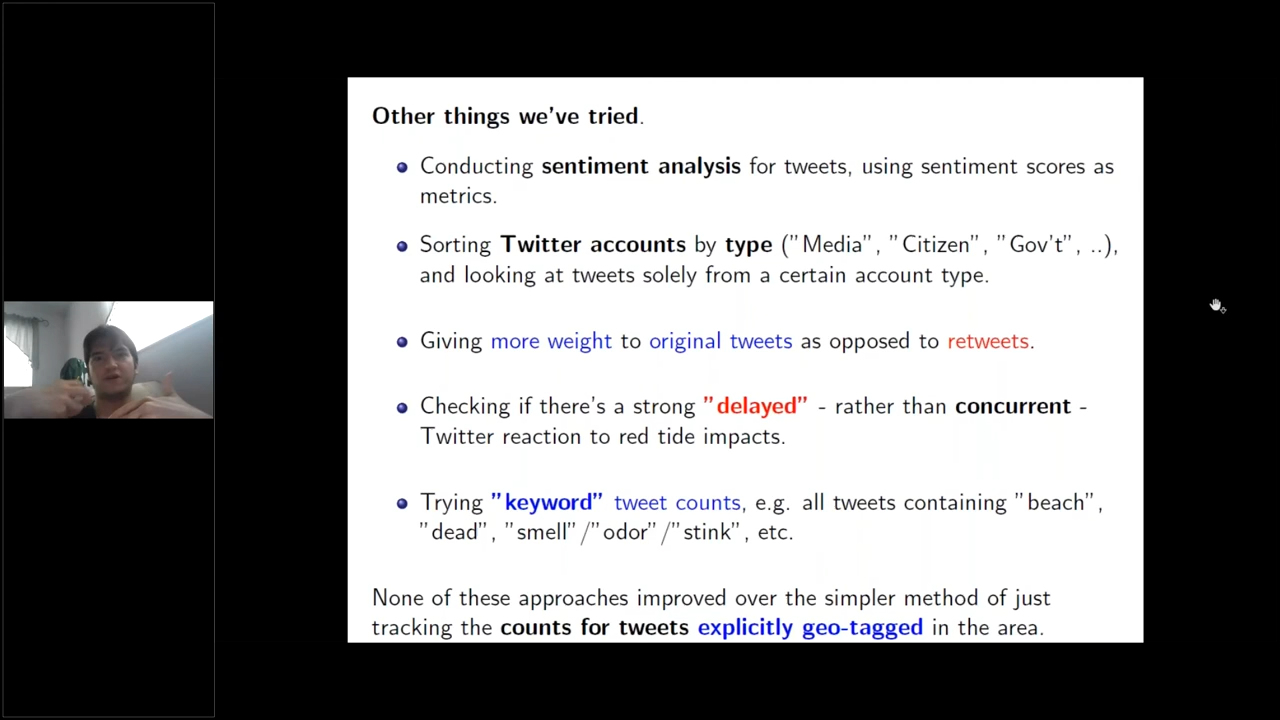 Other things we've tried.
Conducting sentiment analysis for tweets, using sentiment scores as
metrics.
Sorting Twitter accounts by type ("Media", "Citizen", "Gov't", ..),
and looking at tweets solely from a certain account type.
Giving more weight to original tweets as opposed to retweets.
Checking if there's a strong "delayed" - rather than concurrent -
Twitter reaction to red tide impacts.
Trying "keyword" tweet counts, e.g. all tweets containing "beach",
"dead", "smell"/"odor"/"stink", etc.
None of these approaches improved over the simpler method of just
tracking the counts for tweets explicitly geo-tagged in the area.